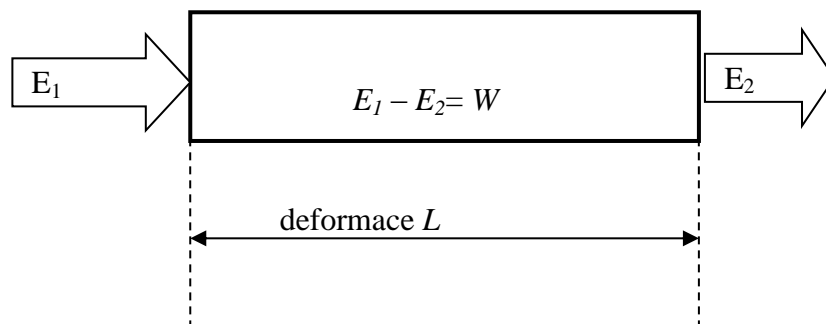 E₁
E₁ – E₂= W
E₂
deformace L